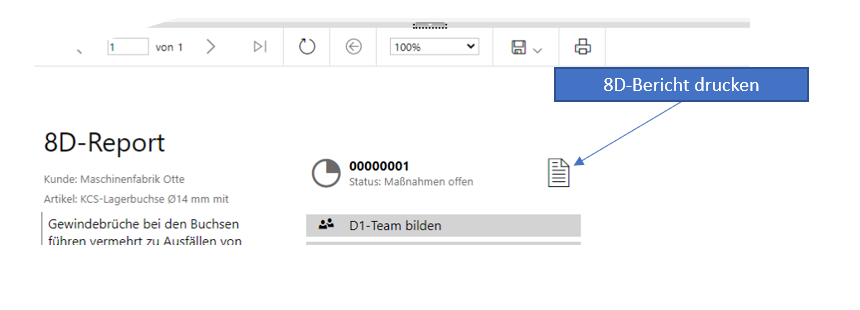 1 von 1 100%
8D-Bericht drucken
8D-Report
00000001
Status: Maßnahmen offen
Kunde: Maschinenfabrik Otte
Artikel: KCS-Lagerbuchse Ø14 mm mit
Gewindebrüche bei den Buchsen
führen vermehrt zu Ausfällen von
D1-Team bilden